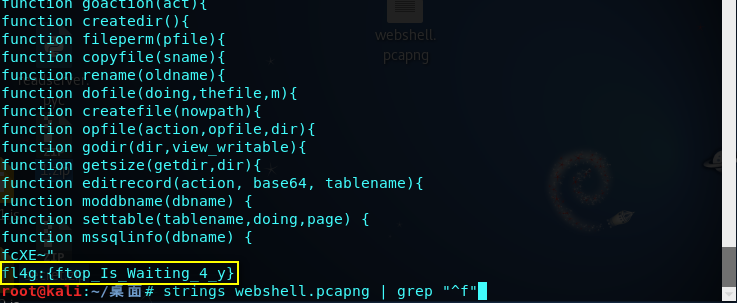 function goaction(act){
function createdir(){
function fileperm(pfile){
function copyfile(sname){
function rename(oldname){
function dofile(doing,thefile,m){
function createfile(nowpath){
function opfile(action,opfile,dir){
function godir(dir,view_writable){
function getsize(getdir,dir){
function editrecord(action, base64, tablename){
function moddbname(dbname) {
function settable(tablename,doing,page) {
function mssqlinfo(dbname) {
fcXE~"
fl4g:{ftop_Is_Waiting_4_y}
root@kali:~/桌面# strings webshell.pcapng | grep "^f"
webshell.
pcapng